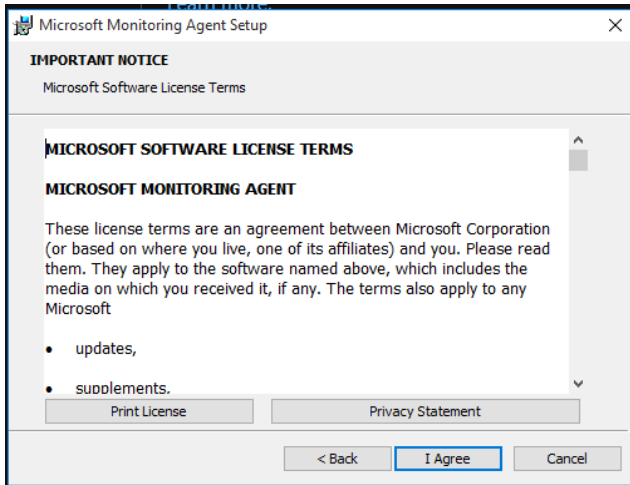 Learn more.
Microsoft Monitoring Agent Setup
IMPORTANT NOTICE
Microsoft Software License Terms
MICROSOFT SOFTWARE LICENSE TERMS
MICROSOFT MONITORING AGENT
These license terms are an agreement between Microsoft Corporation
(or based on where you live, one of its affiliates) and you. Please read
them. They apply to the software named above, which includes the
media on which you received it, if any. The terms also apply to any
Microsoft
• updates,
• supplements,
Print License
Privacy Statement
< Back
I Agree
Cancel